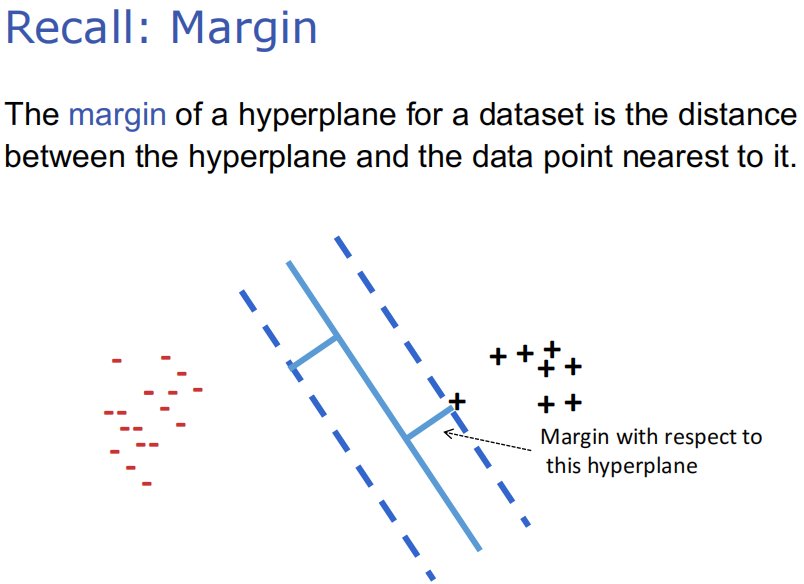 Recall: Margin
The margin of a hyperplane for a dataset is the distance
between the hyperplane and the data point nearest to it.
Margin with respect to
this hyperplane